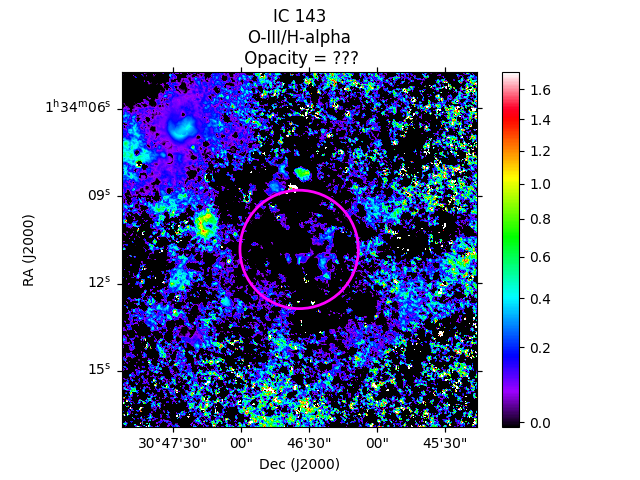 IC 143
O-III/H-alpha
Opacity = ???
1ʰ34ᵐ06ˢ
09ˢ
12ˢ
15ˢ
RA (J2000)
30°47'30"
00"
46'30"
00"
45'30"
Dec (J2000)
1.6
1.4
1.2
1.0
0.8
0.6
0.4
0.2
0.0